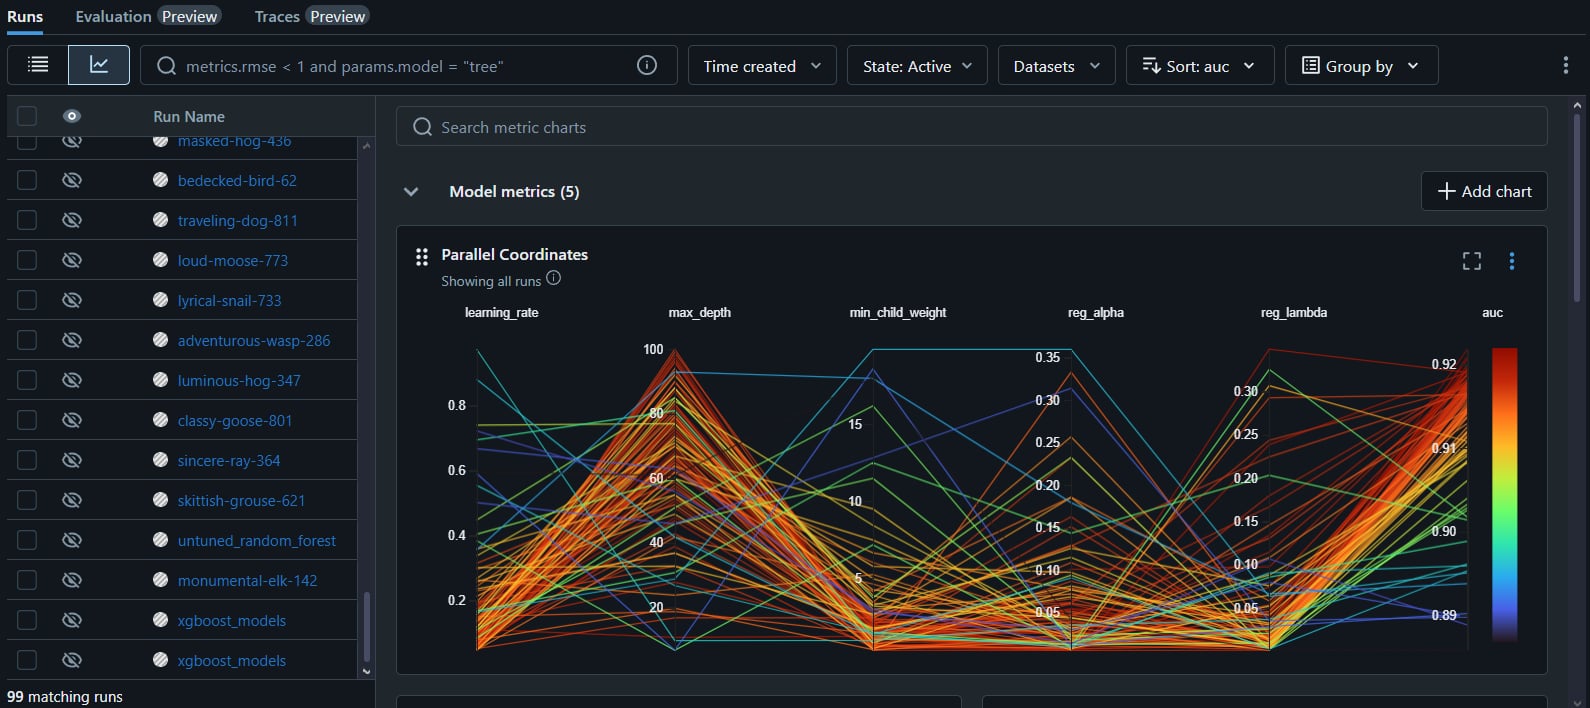 Runs
Evaluation Preview
Traces Preview
metrics.rmse < 1 and params.model = "tree"
Time created
State: Active
Datasets
Sort: auc
Group by
Run Name
masked-hog-436
bedecked-bird-62
traveling-dog-811
loud-moose-773
lyrical-snail-733
adventurous-wasp-286
luminous-hog-347
classy-goose-801
sincere-ray-364
skittish-grouse-621
untuned_random_forest
monumental-elk-142
xgboost_models
xgboost_models
99 matching runs
Search metric charts
Model metrics (5)
Add chart
Parallel Coordinates
Showing all runs
learning_rate
max_depth
min_child_weight
reg_alpha
reg_lambda
auc
0.8
0.6
0.4
0.2
100
80
60
40
20
15
10
5
0.35
0.30
0.25
0.20
0.15
0.10
0.05
0.30
0.25
0.20
0.15
0.10
0.05
0.92
0.91
0.90
0.89